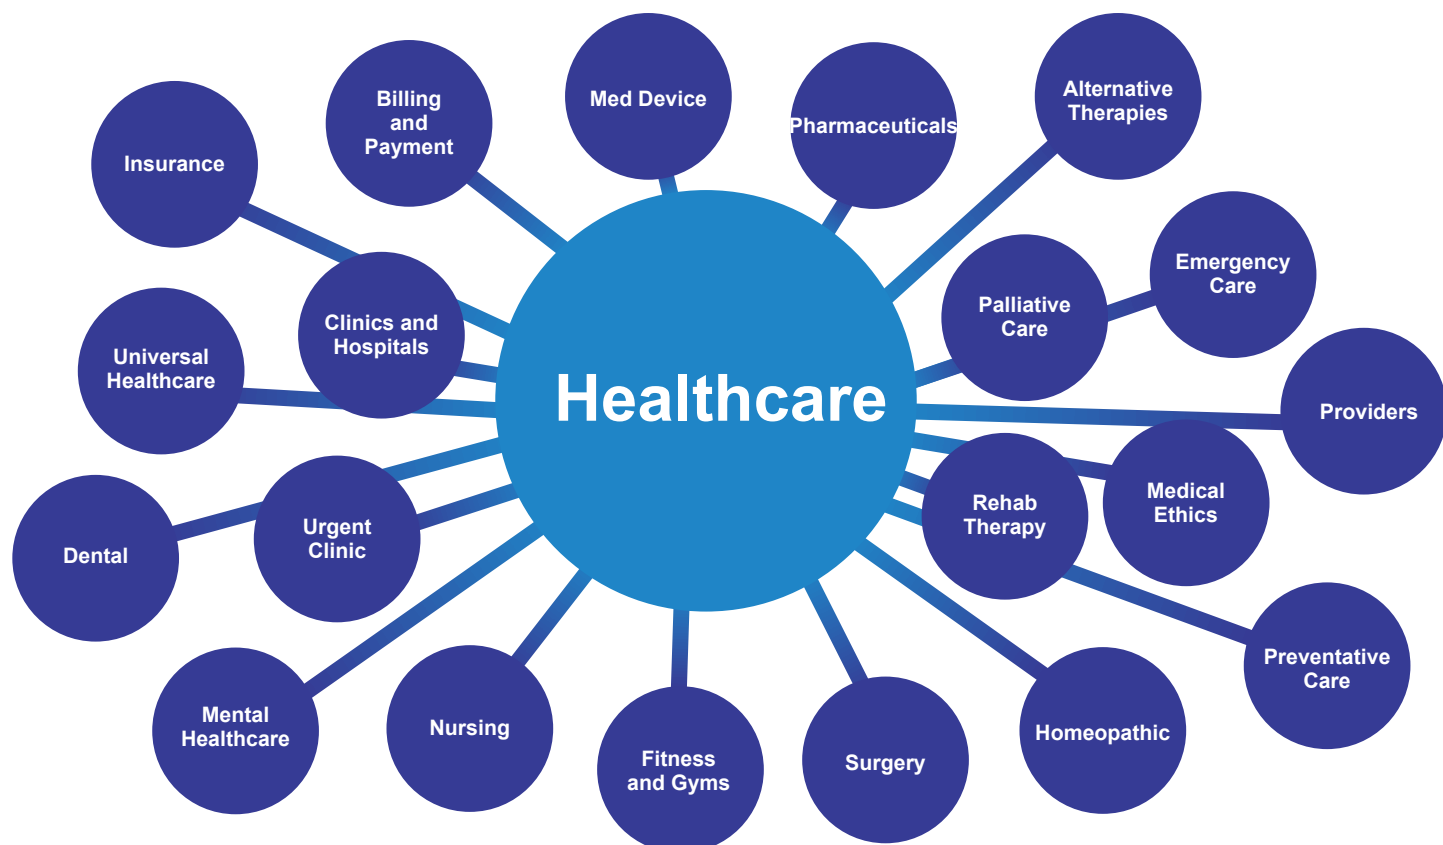 Billing
and
Payment
Med Device
Pharmaceuticals
Alternative
Therapies
Insurance
Emergency
Care
Palliative
Care
Clinics and
Hospitals
Universal
Healthcare
Healthcare
Providers
Medical
Ethics
Rehab
Therapy
Urgent
Clinic
Dental
Preventative
Care
Mental
Healthcare
Nursing
Fitness
and Gyms
Surgery
Homeopathic